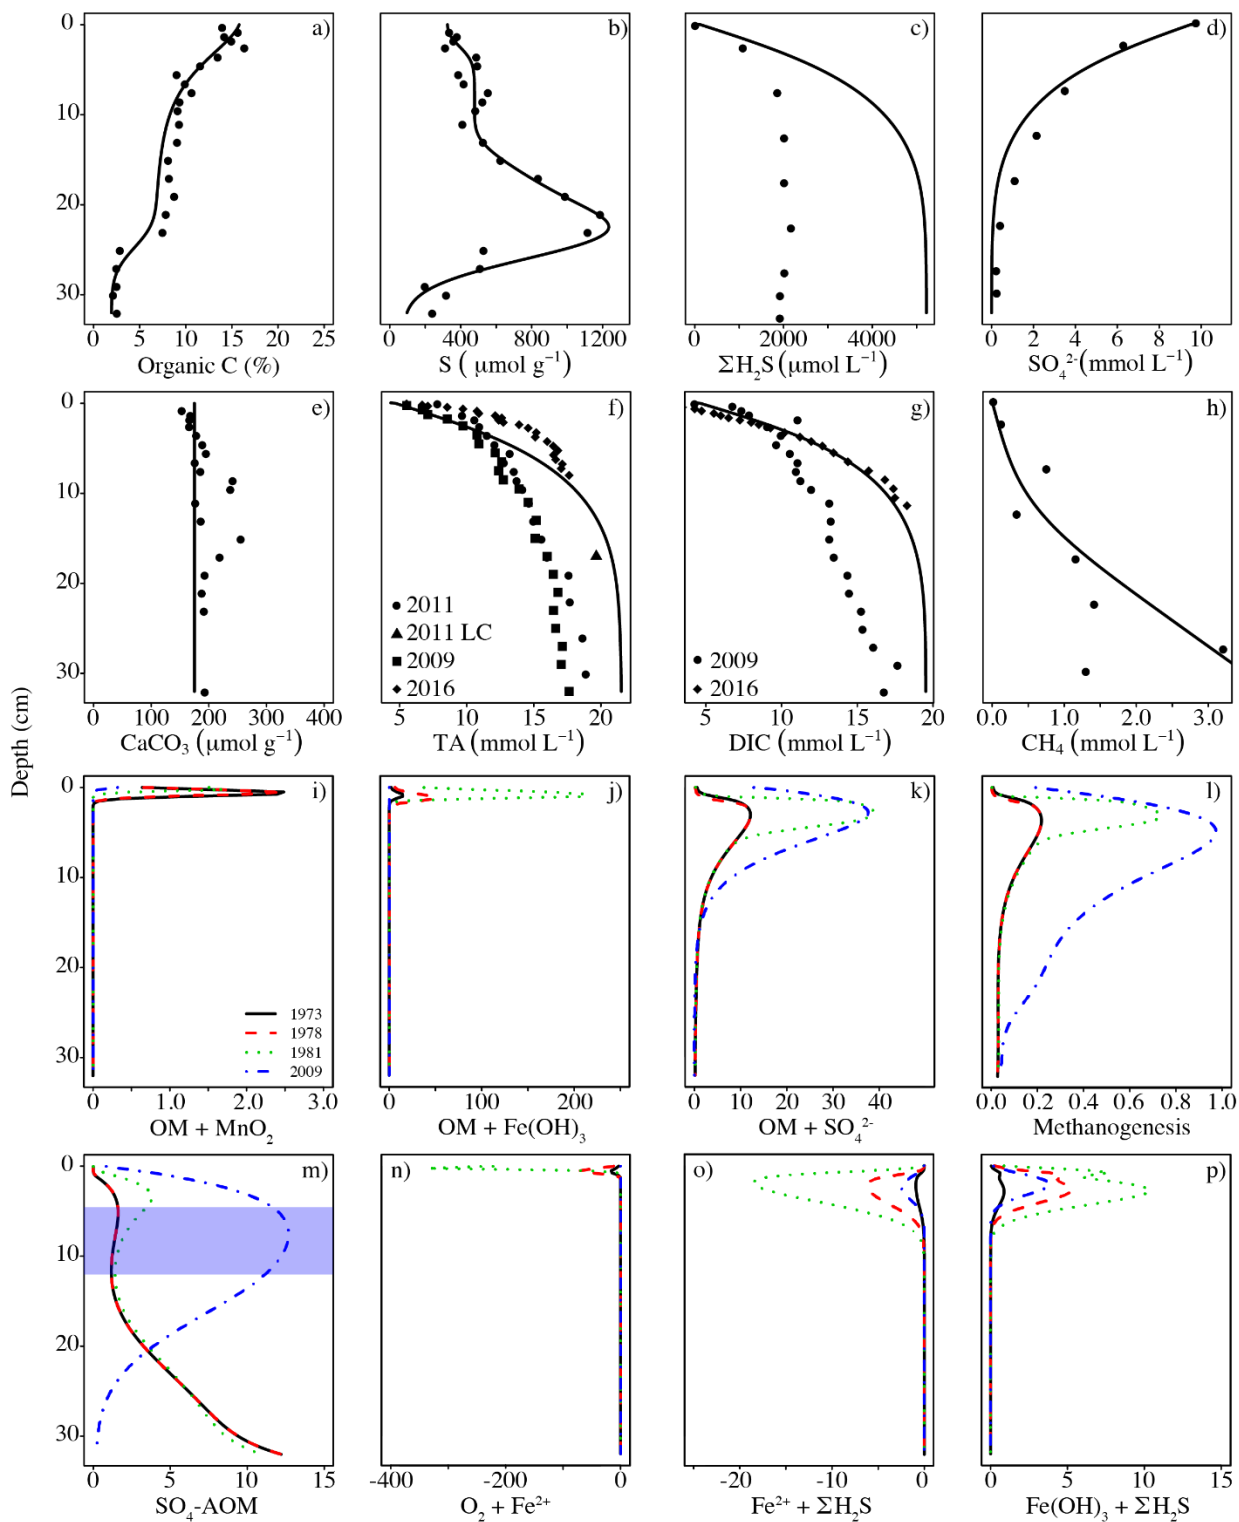 a) b) c) d)
0
10
20
30
0 5 10 15 20 25 400 800 1200 0 2000 4000 0 2 4 6 8 10
Organic C (%) S (μmol g⁻¹) ΣH₂S (μmol L⁻¹) SO₄²⁻ (mmol L⁻¹)
e) f) g) h)
0
10
20
30
2011
2011 LC
2009
2016
2009
2016
0 100 200 300 400 5 10 15 20 5 10 15 20 0.0 1.0 2.0 3.0
CaCO₃ (μmol g⁻¹) TA (mmol L⁻¹) DIC (mmol L⁻¹) CH₄ (mmol L⁻¹)
Depth (cm)
i) j) k) l)
0
10
20
30
1973
1978
1981
2009
0 1.0 2.0 3.0 0 100 200 0 10 20 30 40 0.0 0.2 0.4 0.6 0.8 1.0
OM + MnO₂ OM + Fe(OH)₃ OM + SO₄²⁻ Methanogenesis
m) n) o) p)
0
10
20
30
0 5 10 15 -400 -200 0 -20 -10 0 0 5 10 15
SO₄-AOM O₂ + Fe²⁺ Fe²⁺ + ΣH₂S Fe(OH)₃ + ΣH₂S